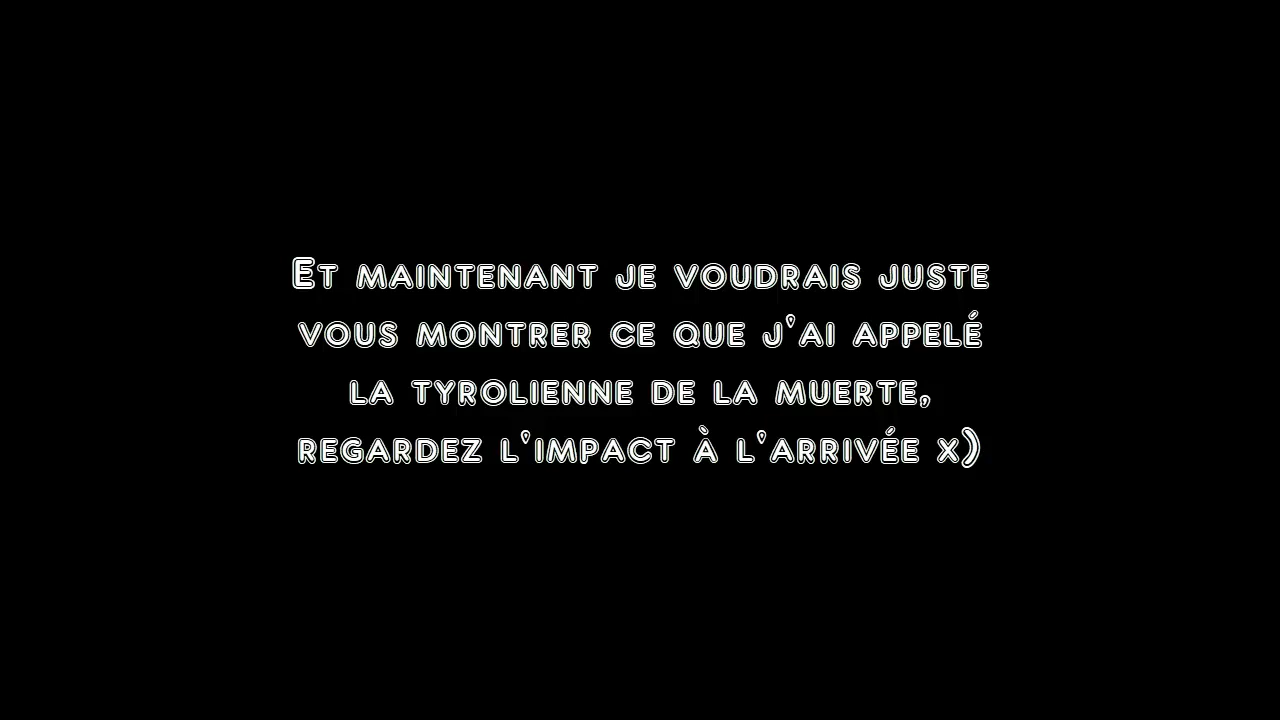 Et maintenant je voudrais juste
vous montrer ce que j'ai appelé
la tyrolienne de la muerte,
regardez l'impact à l'arrivée x)